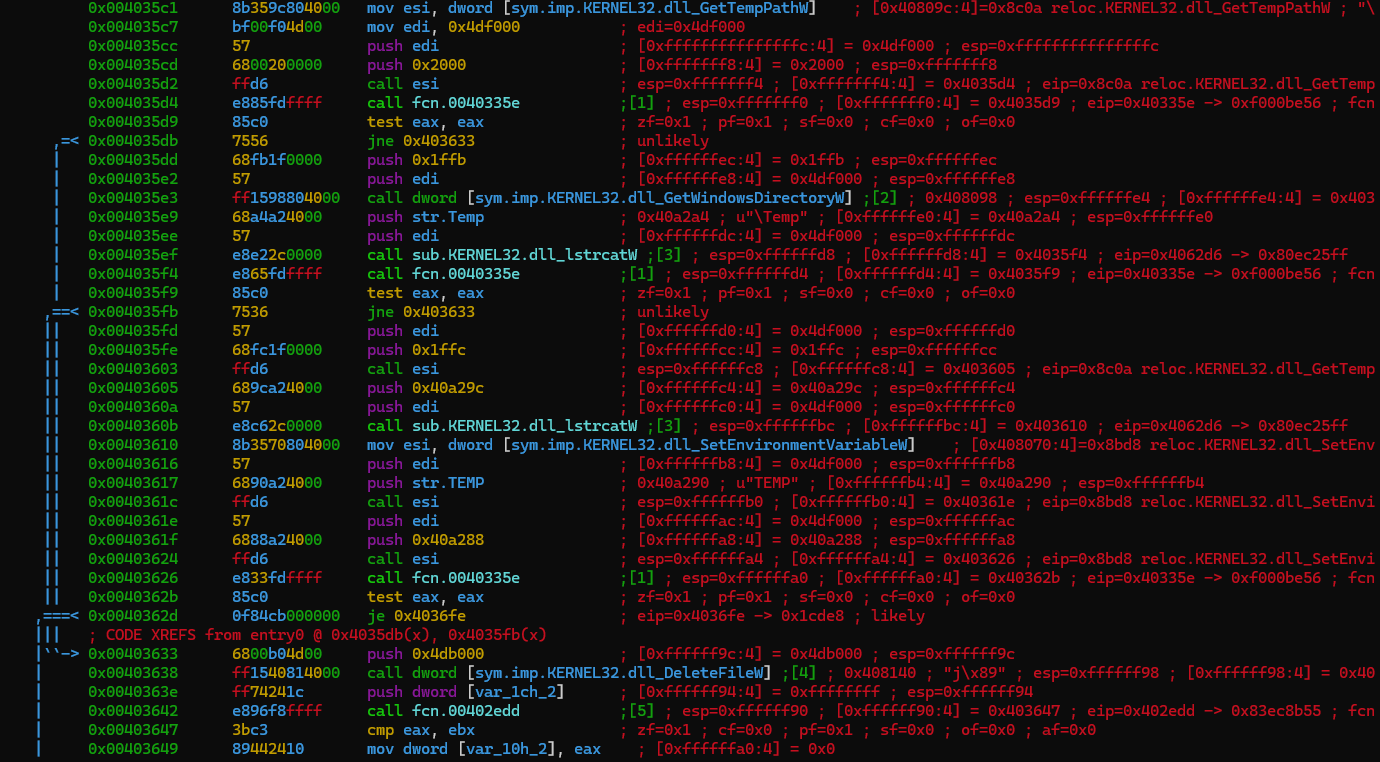 0x004035c1 8b359c804000 mov esi, dword [sym.imp.KERNEL32.dll_GetTempPathW] ; [0x40809c:4]=0x8c0a reloc.KERNEL32.dll_GetTempPathW ; "\
0x004035c7 bf00f04d00 mov edi, 0x4df000 ; edi=0x4df000
0x004035cc 57 push edi ; [0xfffffffffffffffc:4] = 0x4df000 ; esp=0xfffffffffffffffc
0x004035cd 6800200000 push 0x2000 ; [0xfffffff8:4] = 0x2000 ; esp=0xfffffff8
0x004035d2 ffd6 call esi ; esp=0xfffffff4 ; [0xfffffff4:4] = 0x4035d4 ; eip=0x8c0a reloc.KERNEL32.dll_GetTemp
0x004035d4 e885fdffff call fcn.0040335e ;[1] ; esp=0xfffffff0 ; [0xfffffff0:4] = 0x4035d9 ; eip=0x40335e -> 0xf000be56 ; fcn
0x004035d9 85c0 test eax, eax ; zf=0x1 ; pf=0x1 ; sf=0x0 ; cf=0x0 ; of=0x0
,=< 0x004035db 7556 jne 0x403633 ; unlikely
| 0x004035dd 68fb1f0000 push 0x1ffb ; [0xffffffec:4] = 0x1ffb ; esp=0xffffffec
| 0x004035e2 57 push edi ; [0xffffffe8:4] = 0x4df000 ; esp=0xffffffe8
| 0x004035e3 ff1598804000 call dword [sym.imp.KERNEL32.dll_GetWindowsDirectoryW] ;[2] ; 0x408098 ; esp=0xffffffe4 ; [0xffffffe4:4] = 0x403
| 0x004035e9 68a4a24000 push str.Temp ; 0x40a2a4 ; u"\Temp" ; [0xffffffe0:4] = 0x40a2a4 ; esp=0xffffffe0
| 0x004035ee 57 push edi ; [0xffffffdc:4] = 0x4df000 ; esp=0xffffffdc
| 0x004035ef e8e22c0000 call sub.KERNEL32.dll_lstrcatW ;[3] ; esp=0xffffffd8 ; [0xffffffd8:4] = 0x4035f4 ; eip=0x4062d6 -> 0x80ec25ff
| 0x004035f4 e865fdffff call fcn.0040335e ;[1] ; esp=0xffffffd4 ; [0xffffffd4:4] = 0x4035f9 ; eip=0x40335e -> 0xf000be56 ; fcn
| 0x004035f9 85c0 test eax, eax ; zf=0x1 ; pf=0x1 ; sf=0x0 ; cf=0x0 ; of=0x0
,==< 0x004035fb 7536 jne 0x403633 ; unlikely
|| 0x004035fd 57 push edi ; [0xffffffd0:4] = 0x4df000 ; esp=0xffffffd0
|| 0x004035fe 68fc1f0000 push 0x1ffc ; [0xffffffcc:4] = 0x1ffc ; esp=0xffffffcc
|| 0x00403603 ffd6 call esi ; esp=0xffffffc8 ; [0xffffffc8:4] = 0x403605 ; eip=0x8c0a reloc.KERNEL32.dll_GetTemp
|| 0x00403605 689ca24000 push 0x40a29c ; [0xffffffc4:4] = 0x40a29c ; esp=0xffffffc4
|| 0x0040360a 57 push edi ; [0xffffffc0:4] = 0x4df000 ; esp=0xffffffc0
|| 0x0040360b e8c62c0000 call sub.KERNEL32.dll_lstrcatW ;[3] ; esp=0xffffffbc ; [0xffffffbc:4] = 0x403610 ; eip=0x4062d6 -> 0x80ec25ff
|| 0x00403610 8b3570804000 mov esi, dword [sym.imp.KERNEL32.dll_SetEnvironmentVariableW] ; [0x408070:4]=0x8bd8 reloc.KERNEL32.dll_SetEnv
|| 0x00403616 57 push edi ; [0xffffffb8:4] = 0x4df000 ; esp=0xffffffb8
|| 0x00403617 6890a24000 push str.TEMP ; 0x40a290 ; u"TEMP" ; [0xffffffb4:4] = 0x40a290 ; esp=0xffffffb4
|| 0x0040361c ffd6 call esi ; esp=0xffffffb0 ; [0xffffffb0:4] = 0x40361e ; eip=0x8bd8 reloc.KERNEL32.dll_SetEnvi
|| 0x0040361e 57 push edi ; [0xffffffac:4] = 0x4df000 ; esp=0xffffffac
|| 0x0040361f 6888a24000 push 0x40a288 ; [0xffffffa8:4] = 0x40a288 ; esp=0xffffffa8
|| 0x00403624 ffd6 call esi ; esp=0xffffffa4 ; [0xffffffa4:4] = 0x403626 ; eip=0x8bd8 reloc.KERNEL32.dll_SetEnvi
|| 0x00403626 e833fdffff call fcn.0040335e ;[1] ; esp=0xffffffa0 ; [0xffffffa0:4] = 0x40362b ; eip=0x40335e -> 0xf000be56 ; fcn
|| 0x0040362b 85c0 test eax, eax ; zf=0x1 ; pf=0x1 ; sf=0x0 ; cf=0x0 ; of=0x0
,===< 0x0040362d 0f84cb000000 je 0x4036fe ; eip=0x4036fe -> 0x1cde8 ; likely
||| ; CODE XREFS from entry0 @ 0x4035db(x), 0x4035fb(x)
|``-> 0x00403633 6800b04d00 push 0x4db000 ; [0xffffff9c:4] = 0x4db000 ; esp=0xffffff9c
| 0x00403638 ff1540814000 call dword [sym.imp.KERNEL32.dll_DeleteFileW] ;[4] ; 0x408140 ; "j\x89" ; esp=0xffffff98 ; [0xffffff98:4] = 0x40
| 0x0040363e ff74241c push dword [var_1ch_2] ; [0xffffff94:4] = 0xffffffff ; esp=0xffffff94
| 0x00403642 e896f8ffff call fcn.00402edd ;[5] ; esp=0xffffff90 ; [0xffffff90:4] = 0x403647 ; eip=0x402edd -> 0x83ec8b55 ; fcn
| 0x00403647 3bc3 cmp eax, ebx ; zf=0x1 ; cf=0x0 ; pf=0x1 ; sf=0x0 ; of=0x0 ; af=0x0
| 0x00403649 89442410 mov dword [var_10h_2], eax ; [0xffffffa0:4] = 0x0